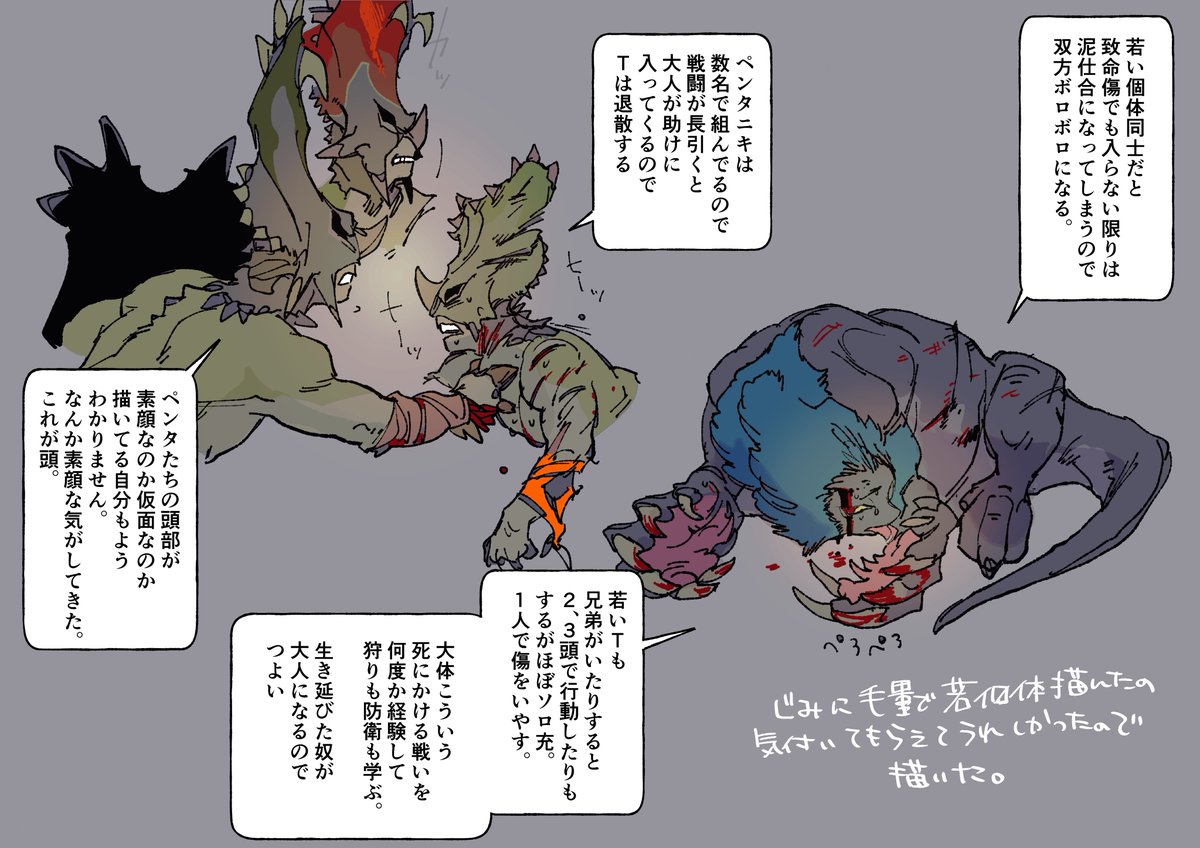 若い個体同士だと
致命傷でも入らない限りは
泥仕合になってしまうので
双方ボロボロになる。
ペンタニキは
数名で組んでるので
戦闘が長引くと
大人が助けに
入ってくるので
Tは退散する
ペンタたちの頭部が
素顔なのか仮面なのか
描いてる自分もよう
わかりません。
なんか素顔な気がしてきた。
これが頭。
若いTも
兄弟がいたりすると
2、3頭で行動したりも
するがほぼソロ充。
1人で傷をいやす。
大体こういう
死にかける戦いを
何度か経験して
狩りも防衛も学ぶ。
生き延びた奴が
大人になるので
つよい
カッ
セッ
セッ
ぺろぺろ
じみに毛量で若個体描んたの
気付いてもらえてうれしかったので
描いた。